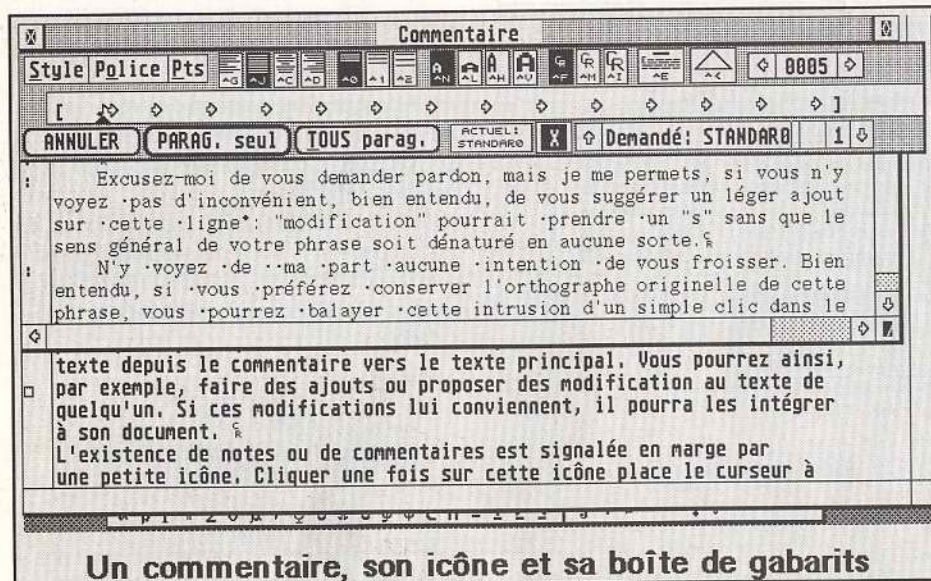 Commentaire
Style Police Pts ^G ^J ^C ^D ^0 ^1 ^2 ^N ^L ^H ^V ^F ^M ^I ^E ^< 0005
[ ]
ANNULER PARAG. seul TOUS parag. ACTUEL: STANDARD X Demandé: STANDARD 1
Excusez-moi de vous demander pardon, mais je me permets, si vous n'y
voyez ·pas d'inconvénient, bien entendu, de vous suggérer un léger ajout
sur ·cette ·ligne*: "modification" pourrait ·prendre ·un "s" sans que le
sens général de votre phrase soit dénaturé en aucune sorte.
N'y ·voyez ·de ··ma ·part ·aucune ·intention ·de vous froisser. Bien
entendu, si ·vous ·préférez ·conserver l'orthographe originelle de cette
phrase, vous ·pourrez ·balayer ·cette intrusion d'un simple clic dans le
texte depuis le commentaire vers le texte principal. Vous pourrez ainsi,
par exemple, faire des ajouts ou proposer des modification au texte de
quelqu'un. Si ces modifications lui conviennent, il pourra les intégrer
à son document.
L'existence de notes ou de commentaires est signalée en marge par
une petite icône. Cliquer une fois sur cette icône place le curseur à
Un commentaire, son icône et sa boîte de gabarits